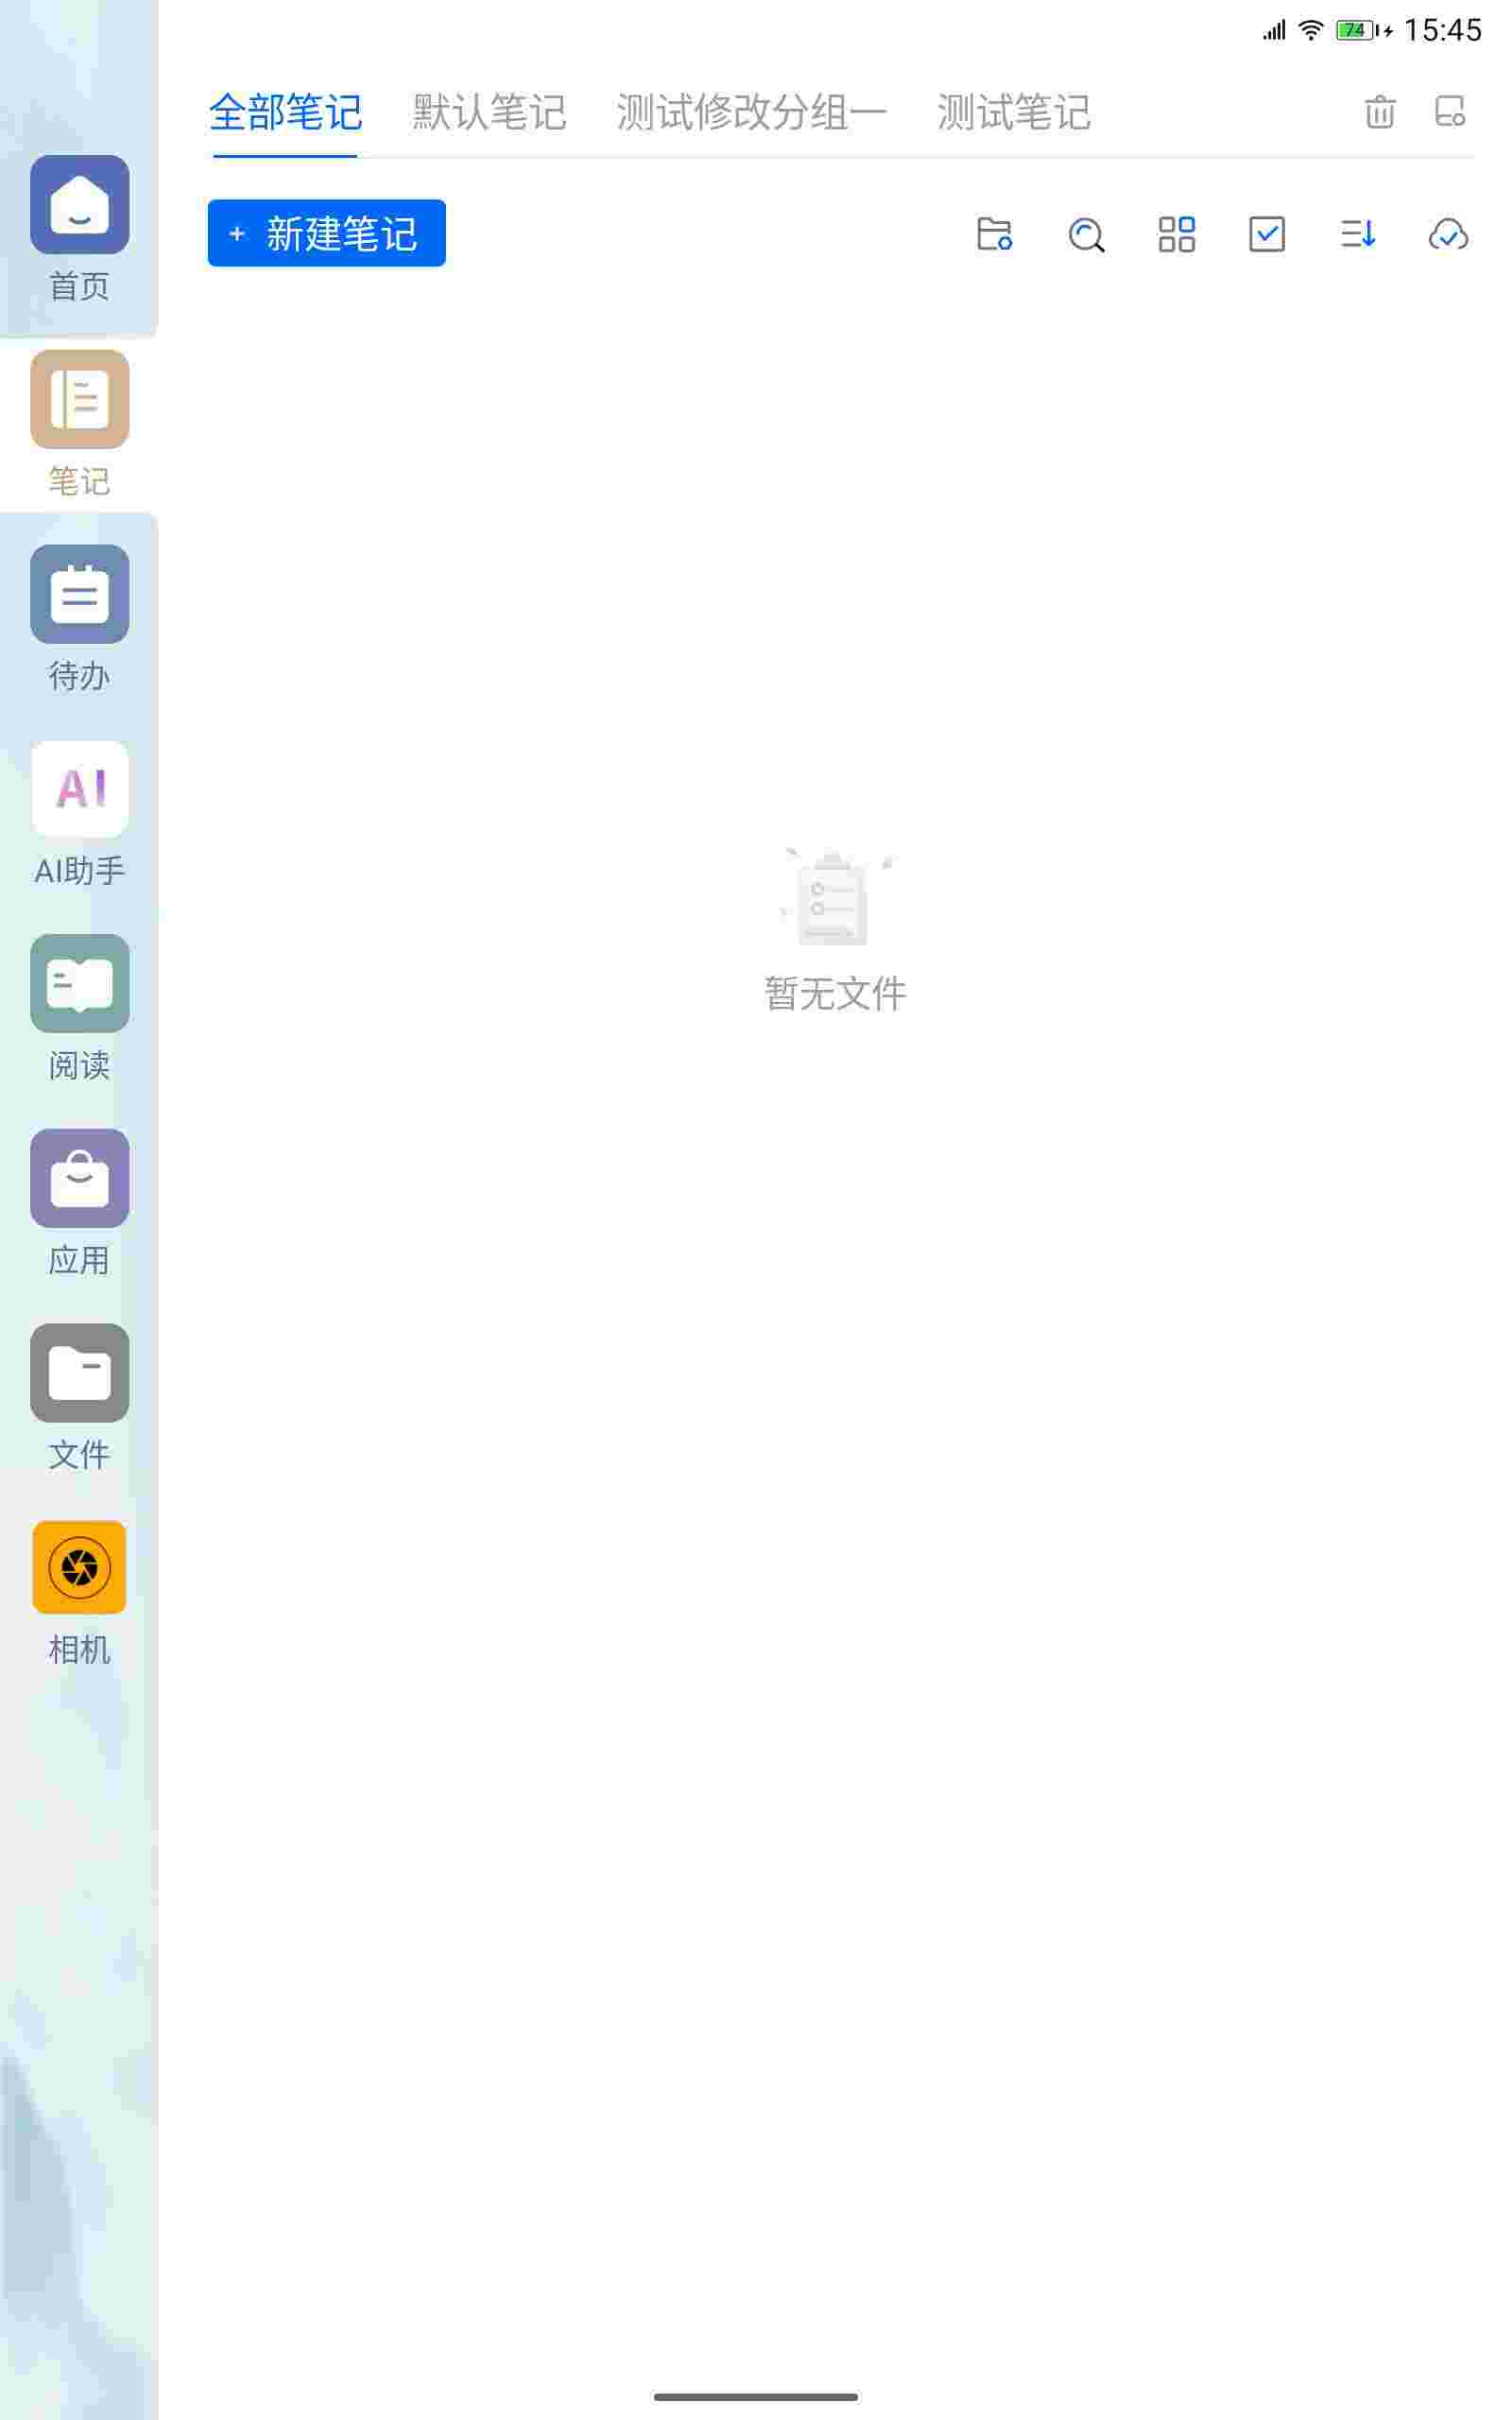 74 15:45
全部笔记 默认笔记 测试修改分组一 测试笔记
+ 新建笔记
首页
笔记
待办
AI
AI助手
阅读
应用
文件
相机
暂无文件